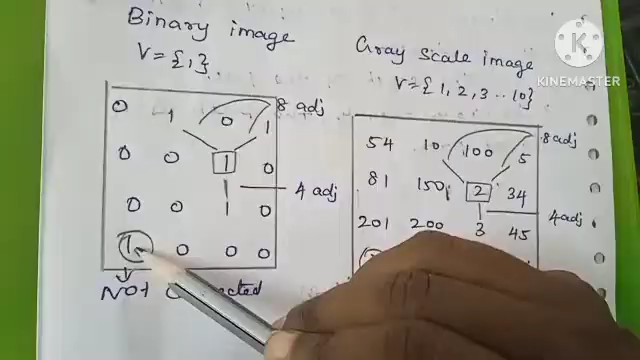 Binary image
V = {1}
0 1 0 1
0 0 1 0
0 0 1 0
1 0 0 0
8 adj
4 adj
Not
Gray scale image
V = {1, 2, 3 .. 10}
54 10 100 5
81 150 2 34
201 200 3 45
8 adj
4 adj
KINEMASTER